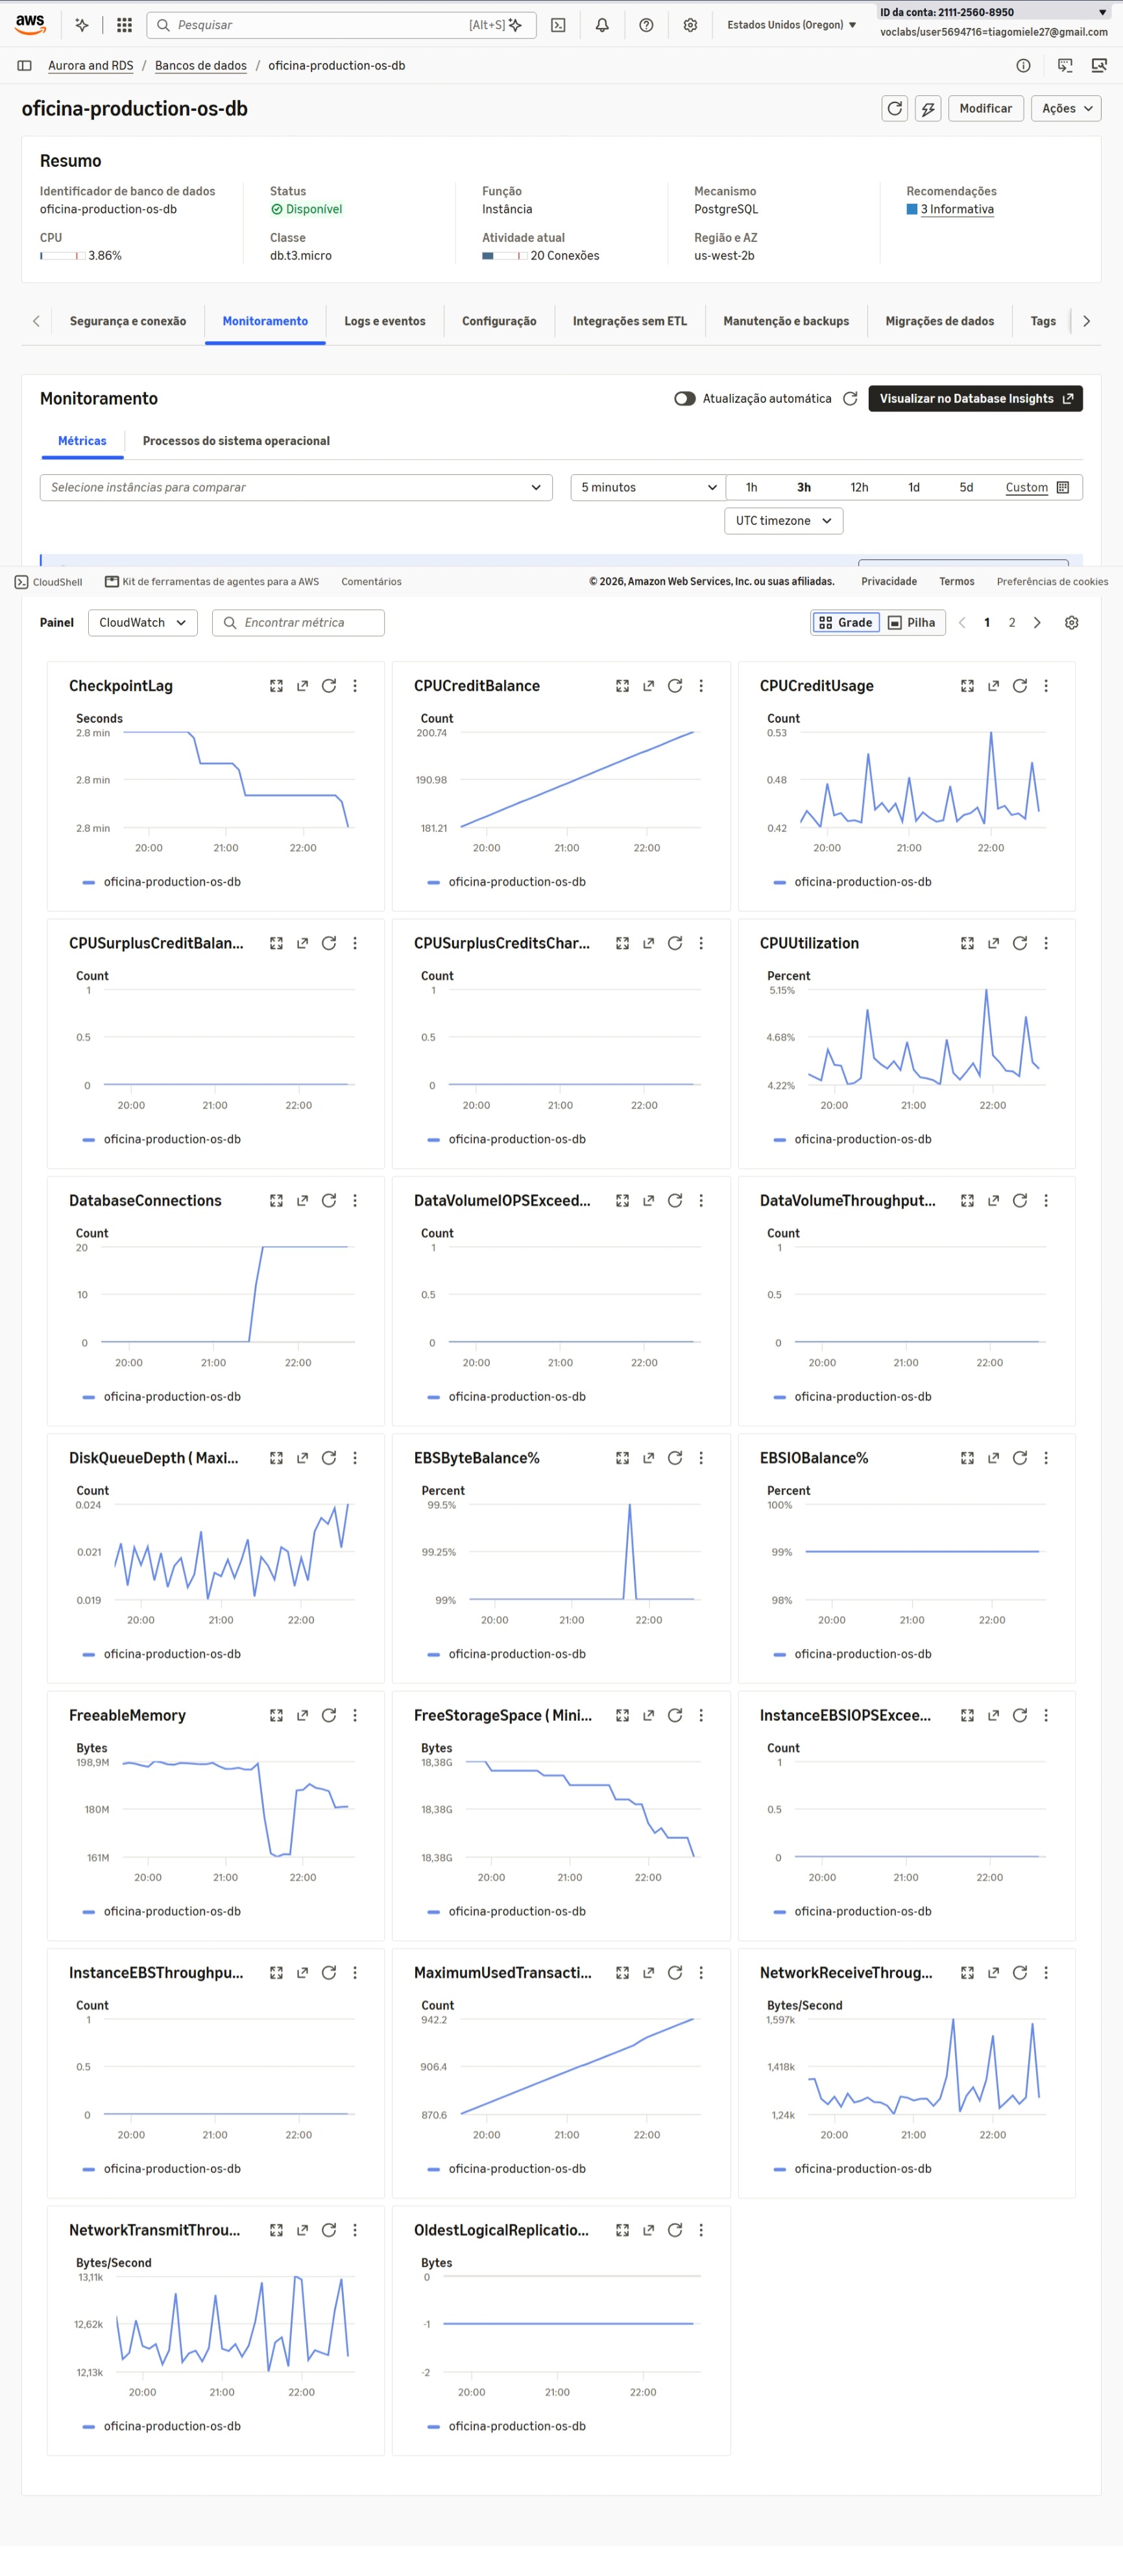 aws
Pesquisar
[Alt+S]
Estados Unidos (Oregon)
ID da conta: 2111-2560-8950
voclabs/user5694716=tiagomiele27@gmail.com
Aurora and RDS / Bancos de dados / oficina-production-os-db
oficina-production-os-db
Modificar
Ações
Resumo
Identificador de banco de dados
oficina-production-os-db
Status
Disponível
Função
Instância
Mecanismo
PostgreSQL
Recomendações
3 Informativa
CPU
3.86%
Classe
db.t3.micro
Atividade atual
20 Conexões
Região e AZ
us-west-2b
Segurança e conexão
Monitoramento
Logs e eventos
Configuração
Integrações sem ETL
Manutenção e backups
Migrações de dados
Tags
Monitoramento
Atualização automática
Visualizar no Database Insights
Métricas
Processos do sistema operacional
Selecione instâncias para comparar
5 minutos
1h
3h
12h
1d
5d
Custom
UTC timezone
CloudShell
Kit de ferramentas de agentes para a AWS
Comentários
© 2026, Amazon Web Services, Inc. ou suas afiliadas.
Privacidade
Termos
Preferências de cookies
Painel
CloudWatch
Encontrar métrica
Grade
Pilha
1
2
CheckpointLag
Seconds
2.8 min
2.8 min
2.8 min
20:00
21:00
22:00
oficina-production-os-db
CPUCreditBalance
Count
200.74
190.98
181.21
20:00
21:00
22:00
oficina-production-os-db
CPUCreditUsage
Count
0.53
0.48
0.42
20:00
21:00
22:00
oficina-production-os-db
CPUSurplusCreditBalan...
Count
1
0.5
0
20:00
21:00
22:00
oficina-production-os-db
CPUSurplusCreditsChar...
Count
1
0.5
0
20:00
21:00
22:00
oficina-production-os-db
CPUUtilization
Percent
5.15%
4.68%
4.22%
20:00
21:00
22:00
oficina-production-os-db
DatabaseConnections
Count
20
10
0
20:00
21:00
22:00
oficina-production-os-db
DataVolumeIOPSExceed...
Count
1
0.5
0
20:00
21:00
22:00
oficina-production-os-db
DataVolumeThroughput...
Count
1
0.5
0
20:00
21:00
22:00
oficina-production-os-db
DiskQueueDepth ( Maxi...
Count
0.024
0.021
0.019
20:00
21:00
22:00
oficina-production-os-db
EBSByteBalance%
Percent
99.5%
99.25%
99%
20:00
21:00
22:00
oficina-production-os-db
EBSIOBalance%
Percent
100%
99%
98%
20:00
21:00
22:00
oficina-production-os-db
FreeableMemory
Bytes
198,9M
180M
161M
20:00
21:00
22:00
oficina-production-os-db
FreeStorageSpace ( Mini...
Bytes
18,38G
18,38G
18,38G
20:00
21:00
22:00
oficina-production-os-db
InstanceEBSIOPSExcee...
Count
1
0.5
0
20:00
21:00
22:00
oficina-production-os-db
InstanceEBSThroughpu...
Count
1
0.5
0
20:00
21:00
22:00
oficina-production-os-db
MaximumUsedTransacti...
Count
942.2
906.4
870.6
20:00
21:00
22:00
oficina-production-os-db
NetworkReceiveThroug...
Bytes/Second
1,597k
1,418k
1,24k
20:00
21:00
22:00
oficina-production-os-db
NetworkTransmitThrou...
Bytes/Second
13,11k
12,62k
12,13k
20:00
21:00
22:00
oficina-production-os-db
OldestLogicalReplicatio...
Bytes
0
-1
-2
20:00
21:00
22:00
oficina-production-os-db